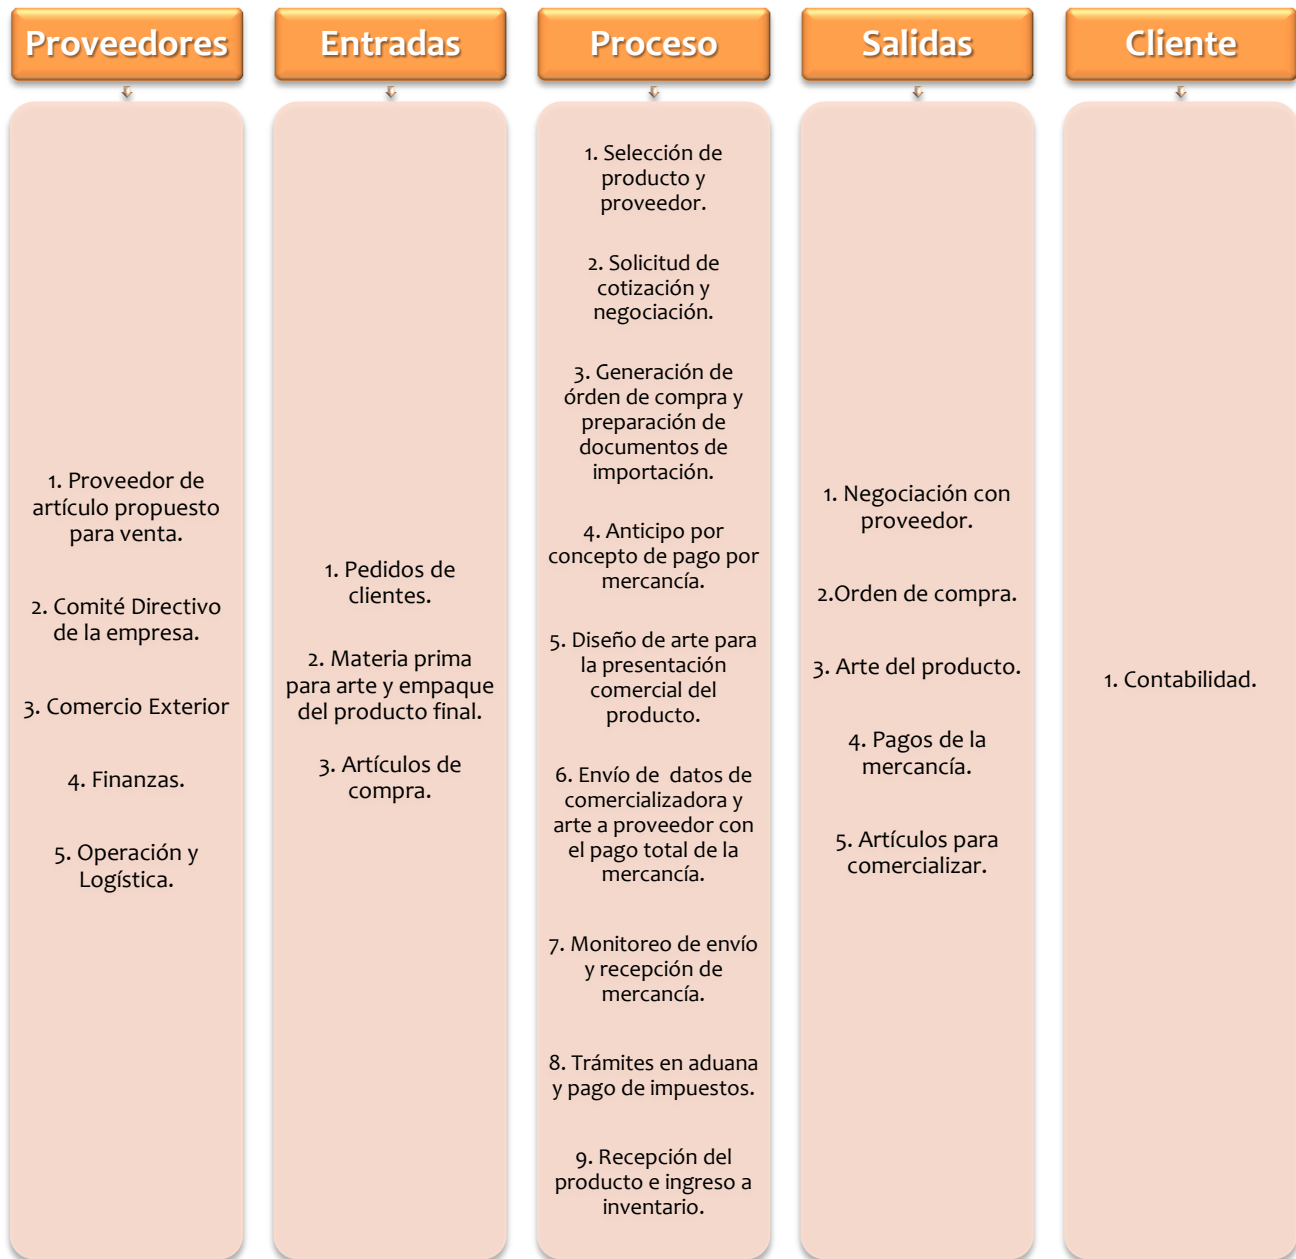 Proveedores
1. Proveedor de
artículo propuesto
para venta.
2. Comité Directivo
de la empresa.
3. Comercio Exterior
4. Finanzas.
5. Operación y
Logística.
Entradas
1. Pedidos de
clientes.
2. Materia prima
para arte y empaque
del producto final.
3. Artículos de
compra.
Proceso
1. Selección de
producto y
proveedor.
2. Solicitud de
cotización y
negociación.
3. Generación de
órden de compra y
preparación de
documentos de
importación.
4. Anticipo por
concepto de pago por
mercancía.
5. Diseño de arte para
la presentación
comercial del
producto.
6. Envío de  datos de
comercializadora y
arte a proveedor con
el pago total de la
mercancía.
7. Monitoreo de envío
y recepción de
mercancía.
8. Trámites en aduana
y pago de impuestos.
9. Recepción del
producto e ingreso a
inventario.
Salidas
1. Negociación con
proveedor.
2.Orden de compra.
3. Arte del producto.
4. Pagos de la
mercancía.
5. Artículos para
comercializar.
Cliente
1. Contabilidad.